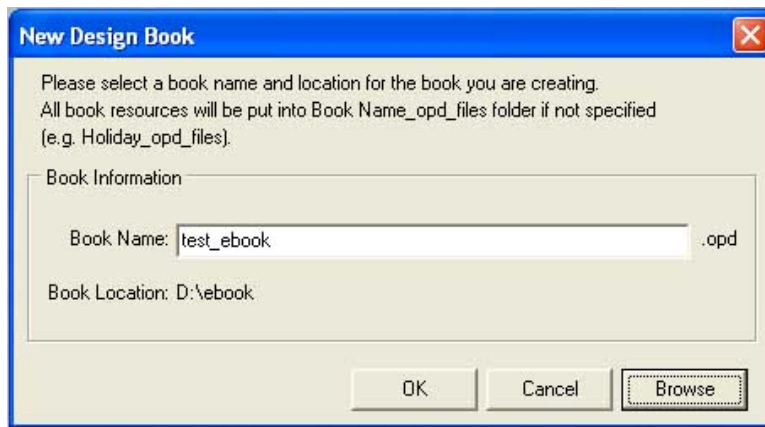 New Design Book
Please select a book name and location for the book you are creating.
All book resources will be put into Book Name_opd_files folder if not specified
(e.g. Holiday_opd_files).
Book Information
Book Name: test_ebook .opd
Book Location: D:\ebook
OK Cancel Browse